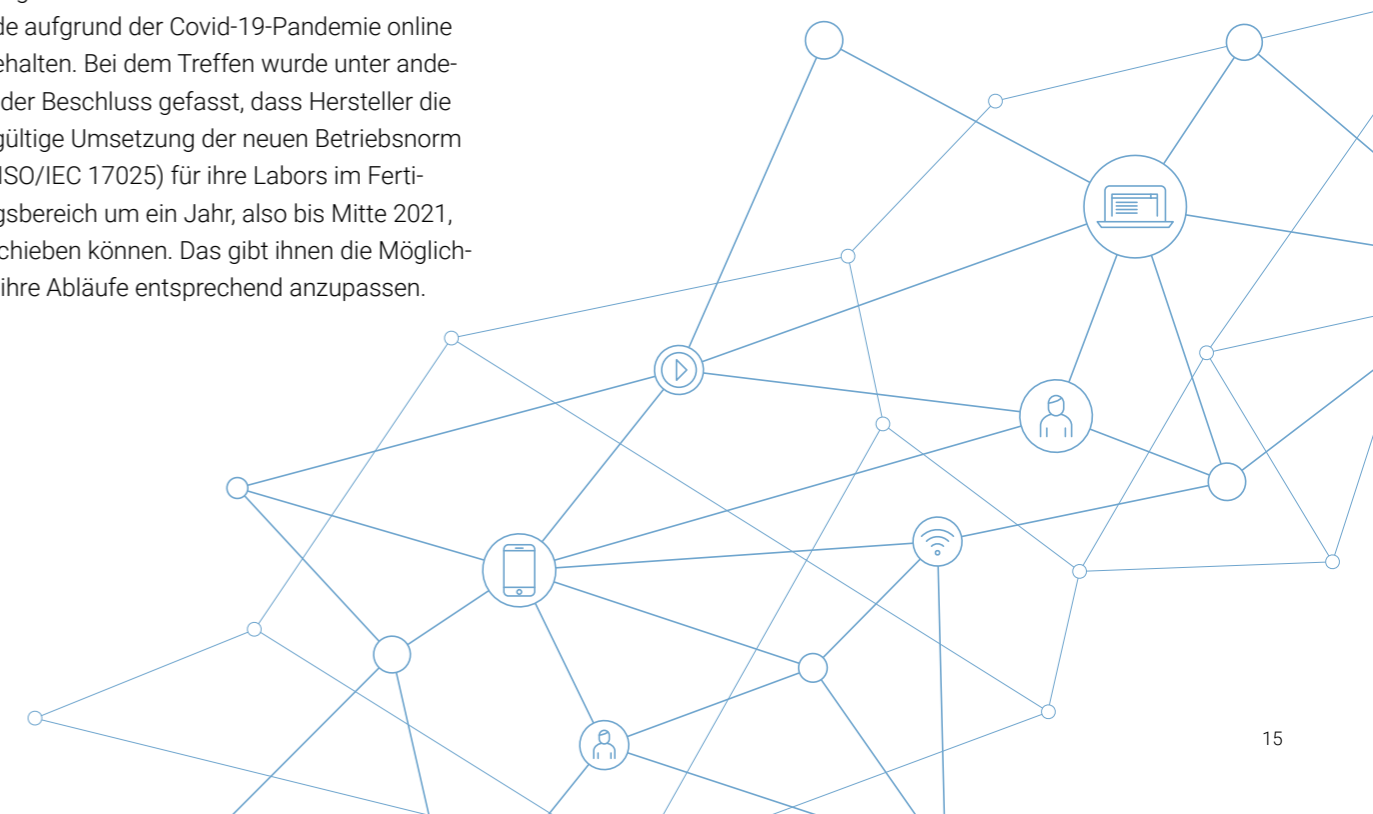 de aufgrund der Covid-19-Pandemie online
ehalten. Bei dem Treffen wurde unter ande-
der Beschluss gefasst, dass Hersteller die
gültige Umsetzung der neuen Betriebsnorm
ISO/IEC 17025) für ihre Labors im Ferti-
gsbereich um ein Jahr, also bis Mitte 2021,
chieben können. Das gibt ihnen die Möglich-
ihre Abläufe entsprechend anzupassen.
15